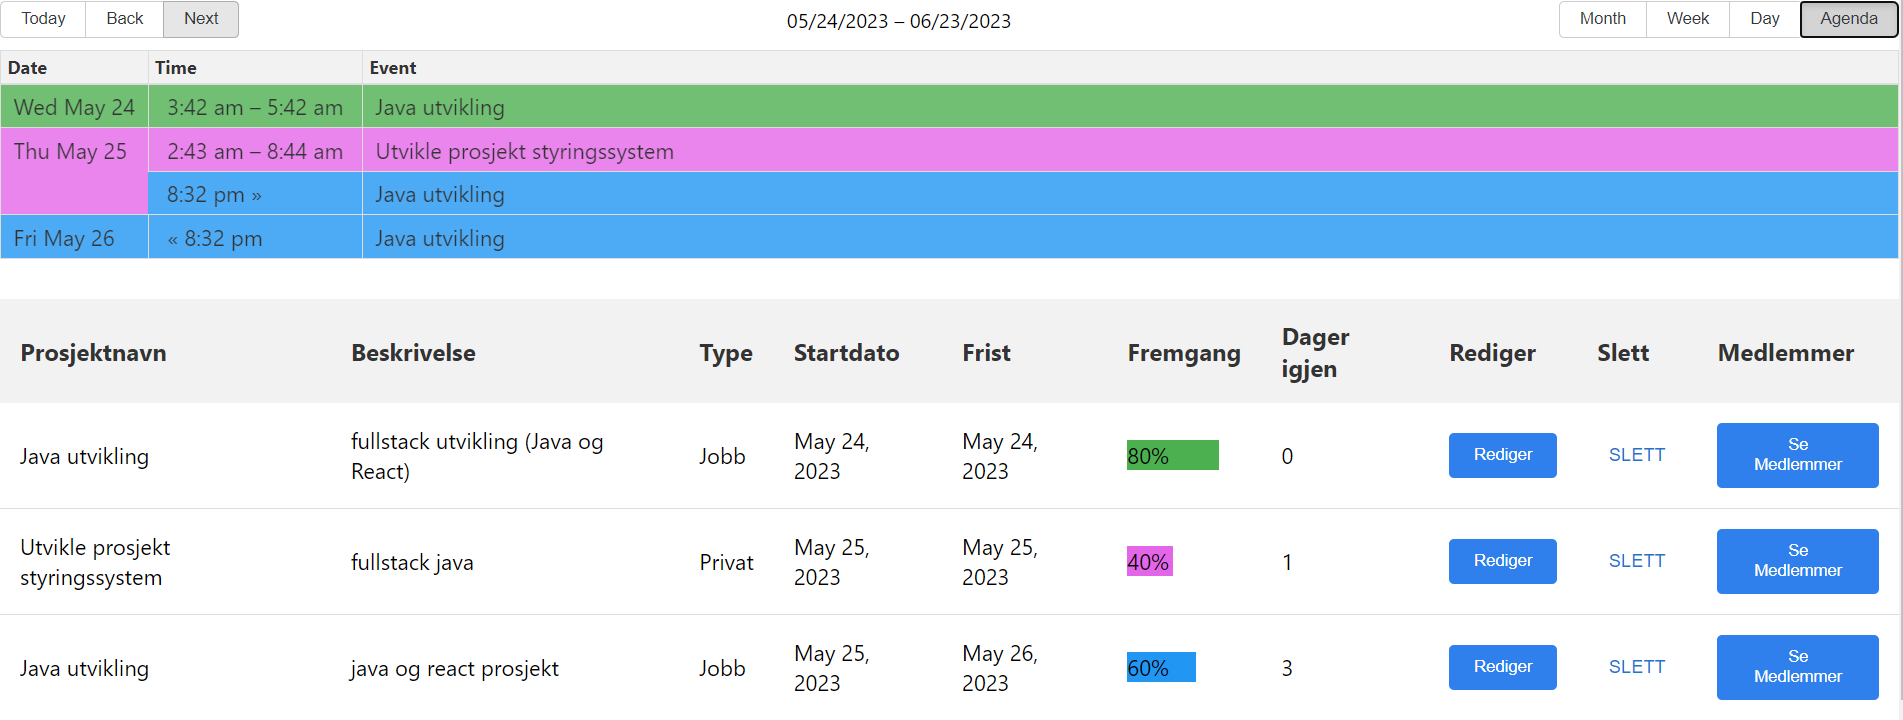 Today Back Next 05/24/2023 – 06/23/2023 Month Week Day Agenda
Date Time Event
Wed May 24 3:42 am – 5:42 am Java utvikling
Thu May 25 2:43 am – 8:44 am Utvikle prosjekt styringssystem
8:32 pm » Java utvikling
Fri May 26 « 8:32 pm Java utvikling
Prosjektnavn Beskrivelse Type Startdato Frist Fremgang Dager
igjen Rediger Slett Medlemmer
Java utvikling fullstack utvikling (Java og
React) Jobb May 24,
2023 May 24,
2023 80% 0 Rediger SLETT Se
Medlemmer
Utvikle prosjekt
styringssystem fullstack java Privat May 25,
2023 May 25,
2023 40% 1 Rediger SLETT Se
Medlemmer
Java utvikling java og react prosjekt Jobb May 25,
2023 May 26,
2023 60% 3 Rediger SLETT Se
Medlemmer